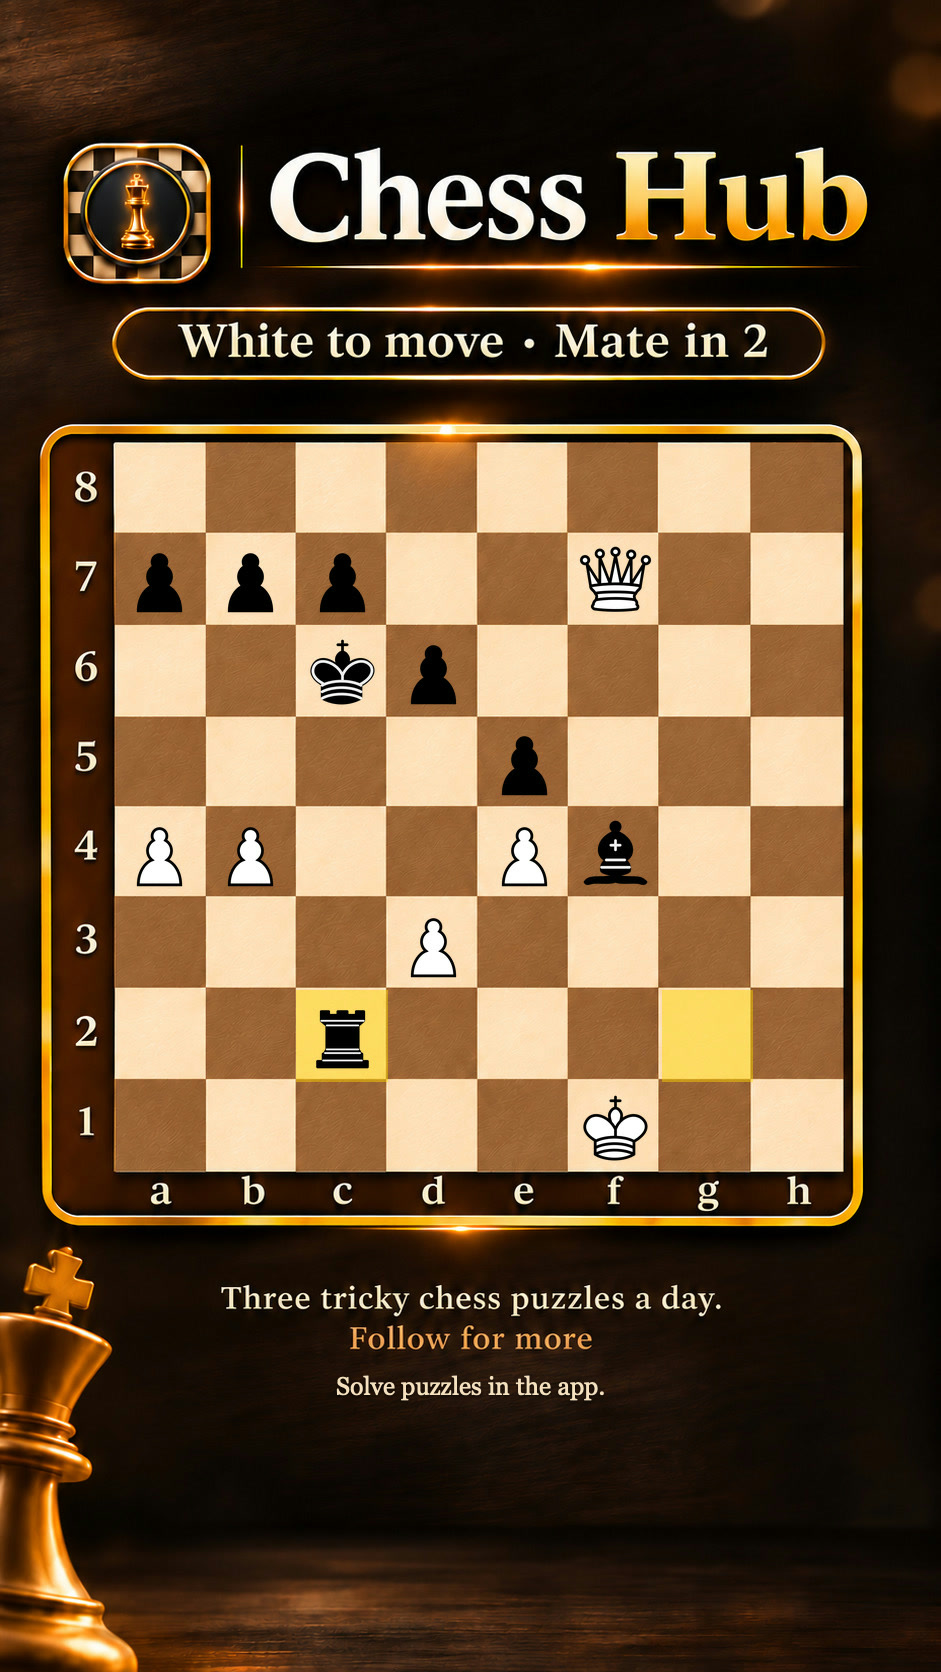 Chess Hub
White to move • Mate in 2
8
7
6
5
4
3
2
1
a b c d e f g h
Three tricky chess puzzles a day.
Follow for more
Solve puzzles in the app.